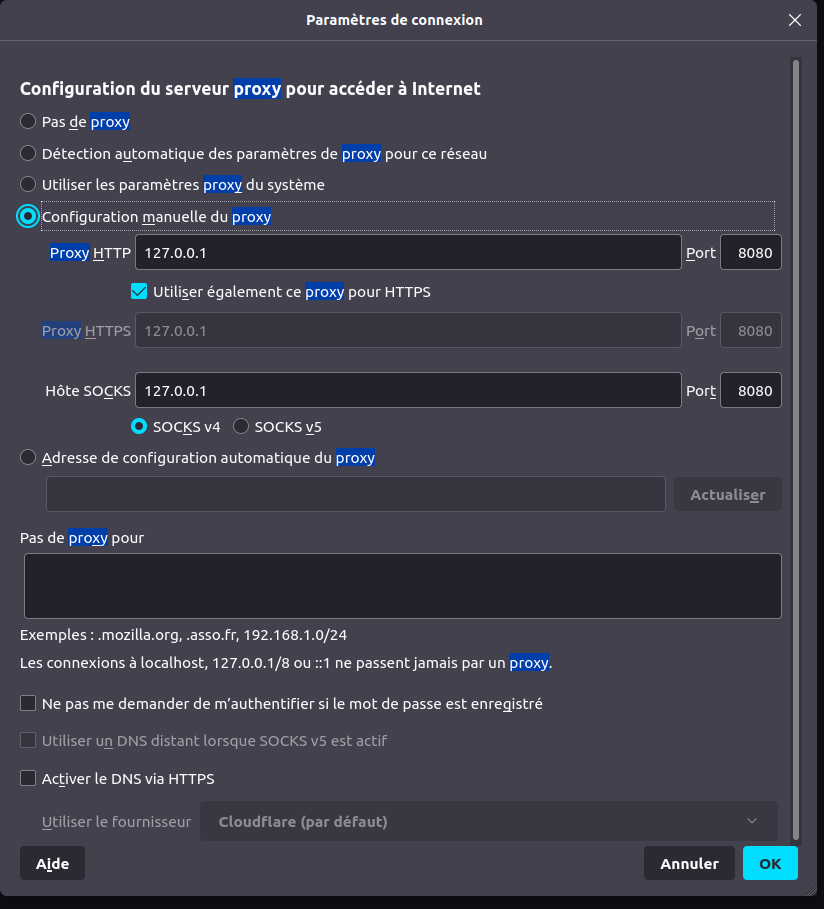 Paramètres de connexion
Configuration du serveur proxy pour accéder à Internet
Pas de proxy
Détection automatique des paramètres de proxy pour ce réseau
Utiliser les paramètres proxy du système
Configuration manuelle du proxy
Proxy HTTP 127.0.0.1 Port 8080
Utiliser également ce proxy pour HTTPS
Proxy HTTPS 127.0.0.1 Port 8080
Hôte SOCKS 127.0.0.1 Port 8080
SOCKS v4 SOCKS v5
Adresse de configuration automatique du proxy
Actualiser
Pas de proxy pour
Exemples : .mozilla.org, .asso.fr, 192.168.1.0/24
Les connexions à localhost, 127.0.0.1/8 ou ::1 ne passent jamais par un proxy.
Ne pas me demander de m’authentifier si le mot de passe est enregistré
Utiliser un DNS distant lorsque SOCKS v5 est actif
Activer le DNS via HTTPS
Utiliser le fournisseur Cloudflare (par défaut)
Aide Annuler OK